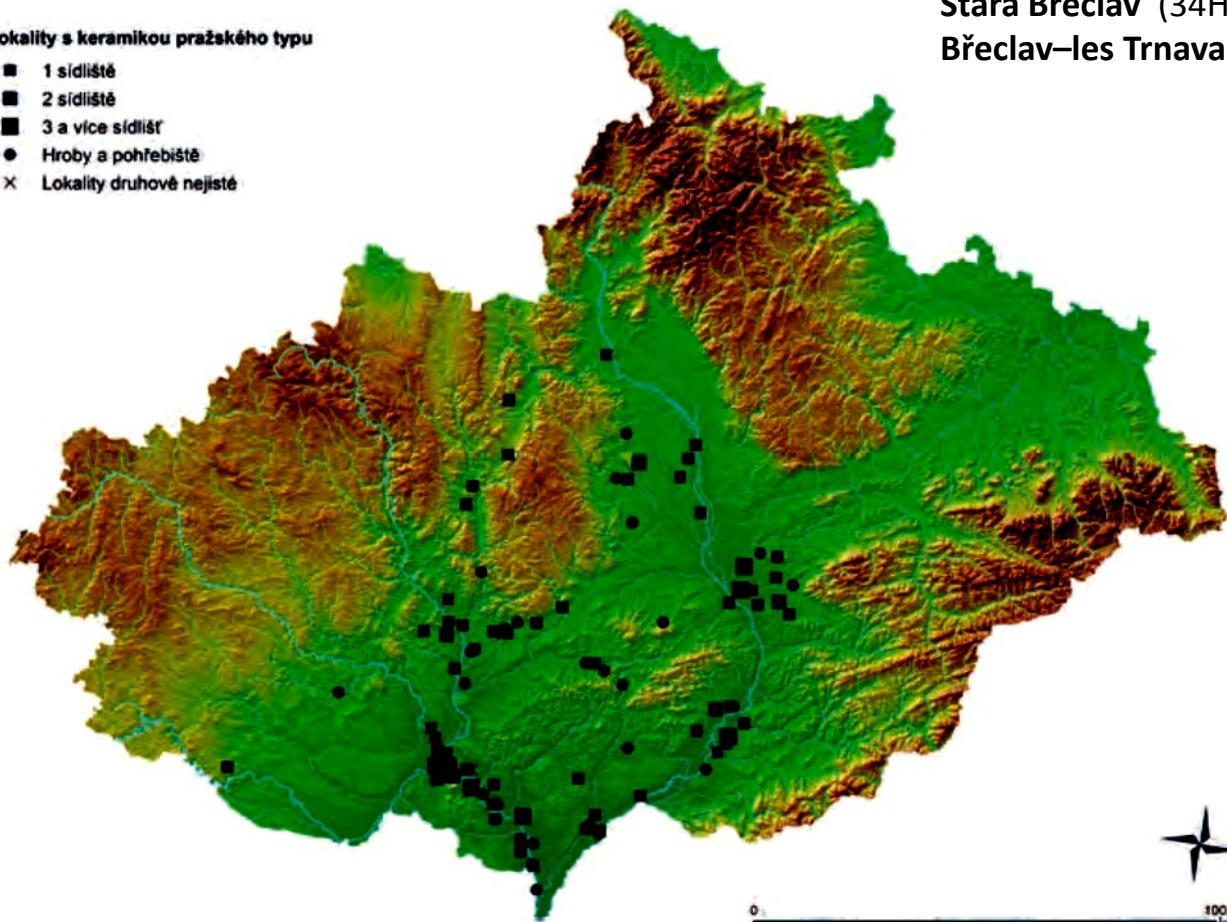 okality s keramikou pražského typu
1 sídliště
2 sídliště
3 a více sídlišť
Hroby a pohřebiště
Lokality druhově nejisté
Stará Břeclav (34H
Břeclav–les Trnava
0 100